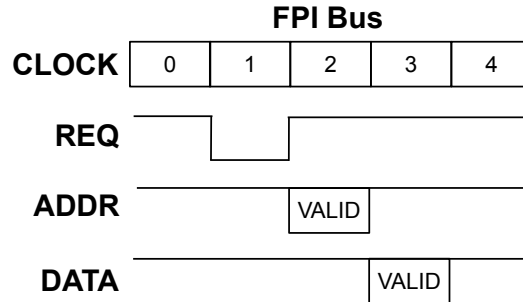 FPI Bus
CLOCK 0 1 2 3 4
REQ
ADDR VALID
DATA VALID